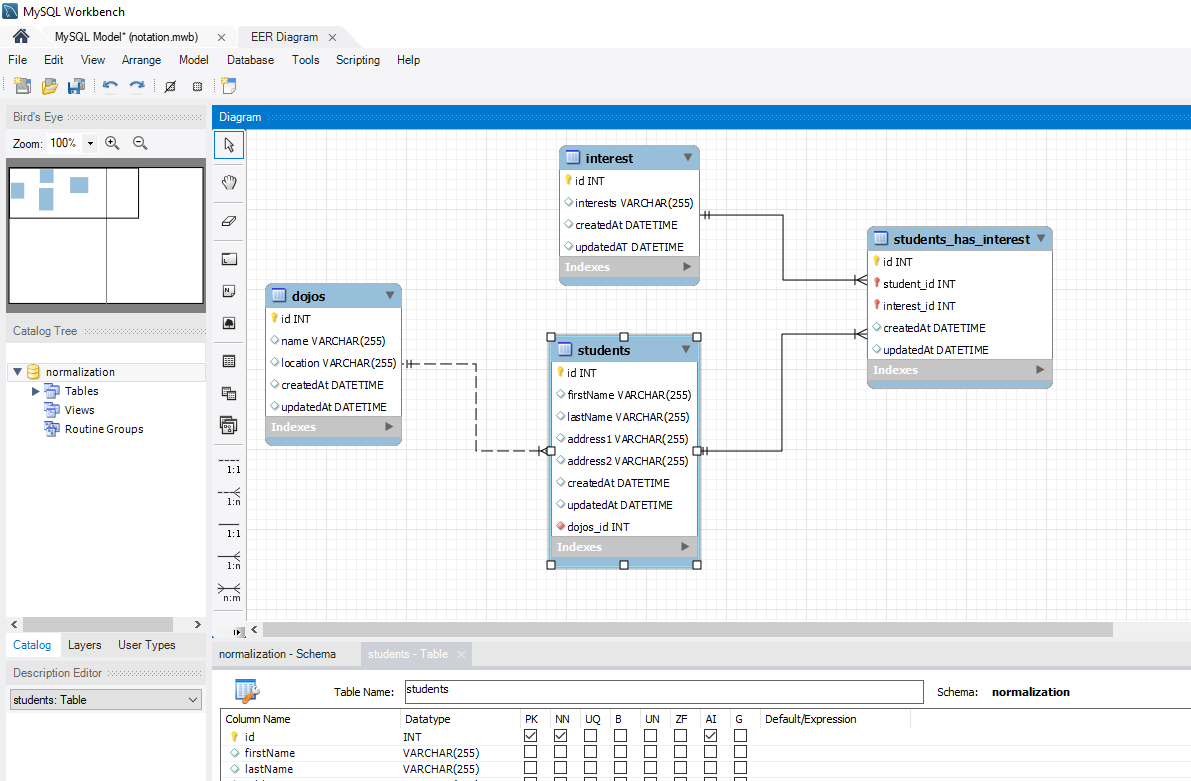 MySQL Workbench
MySQL Model* (notation.mwb) ×
EER Diagram ×
File Edit View Arrange Model Database Tools Scripting Help
Bird's Eye
Zoom: 100%
Diagram
interest
id INT
interests VARCHAR(255)
createdAt DATETIME
updatedAT DATETIME
Indexes
students_has_interest
id INT
student_id INT
interest_id INT
createdAt DATETIME
updatedAt DATETIME
Indexes
dojos
id INT
name VARCHAR(255)
location VARCHAR(255)
createdAt DATETIME
updatedAt DATETIME
Indexes
students
id INT
firstName VARCHAR(255)
lastName VARCHAR(255)
address1 VARCHAR(255)
address2 VARCHAR(255)
createdAt DATETIME
updatedAt DATETIME
dojos_id INT
Indexes
Catalog Tree
normalization
Tables
Views
Routine Groups
1:1
1:n
1:1
1:n
n:m
Catalog Layers User Types
Description Editor
students: Table
normalization - Schema
students - Table ×
Table Name: students Schema: normalization
Column Name Datatype PK NN UQ B UN ZF AI G Default/Expression
id INT
firstName VARCHAR(255)
lastName VARCHAR(255)